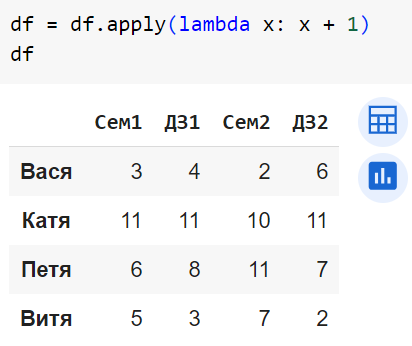 df = df.apply(lambda x: x + 1)
df
Сем1 ДЗ1 Сем2 ДЗ2
Вася 3 4 2 6
Катя 11 11 10 11
Петя 6 8 11 7
Витя 5 3 7 2